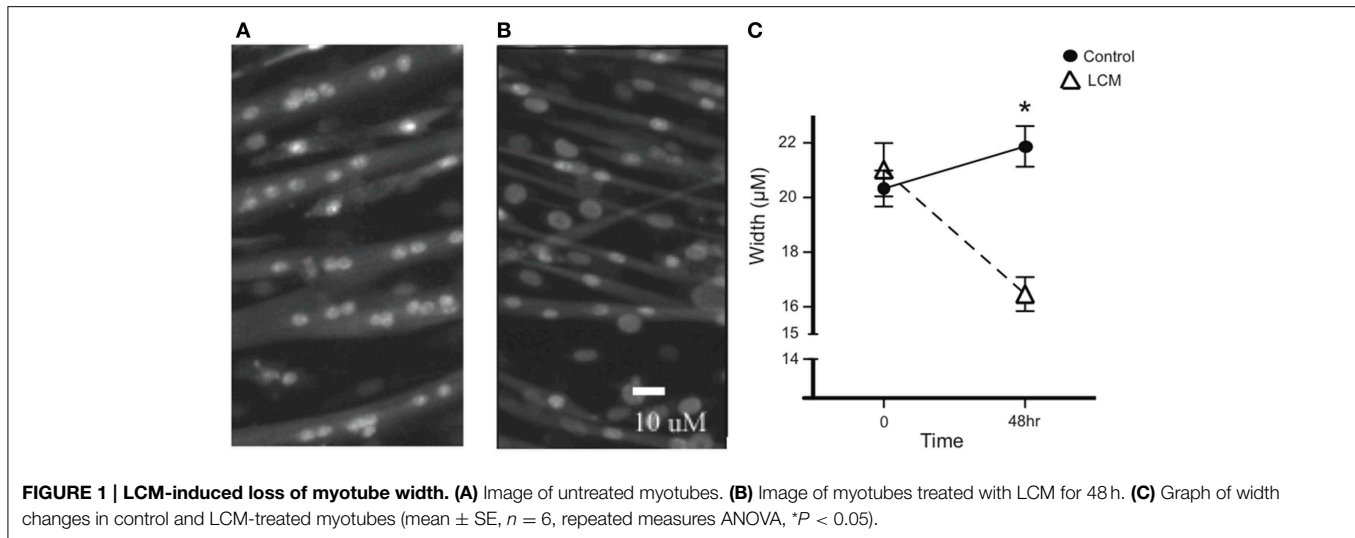 A
B
C
Control
LCM
*
22
20
18
16
15
14
Width (µM)
0
48hr
Time
10 uM
FIGURE 1 | LCM-induced loss of myotube width. (A) Image of untreated myotubes. (B) Image of myotubes treated with LCM for 48 h. (C) Graph of width
changes in control and LCM-treated myotubes (mean ± SE, n = 6, repeated measures ANOVA, *P < 0.05).